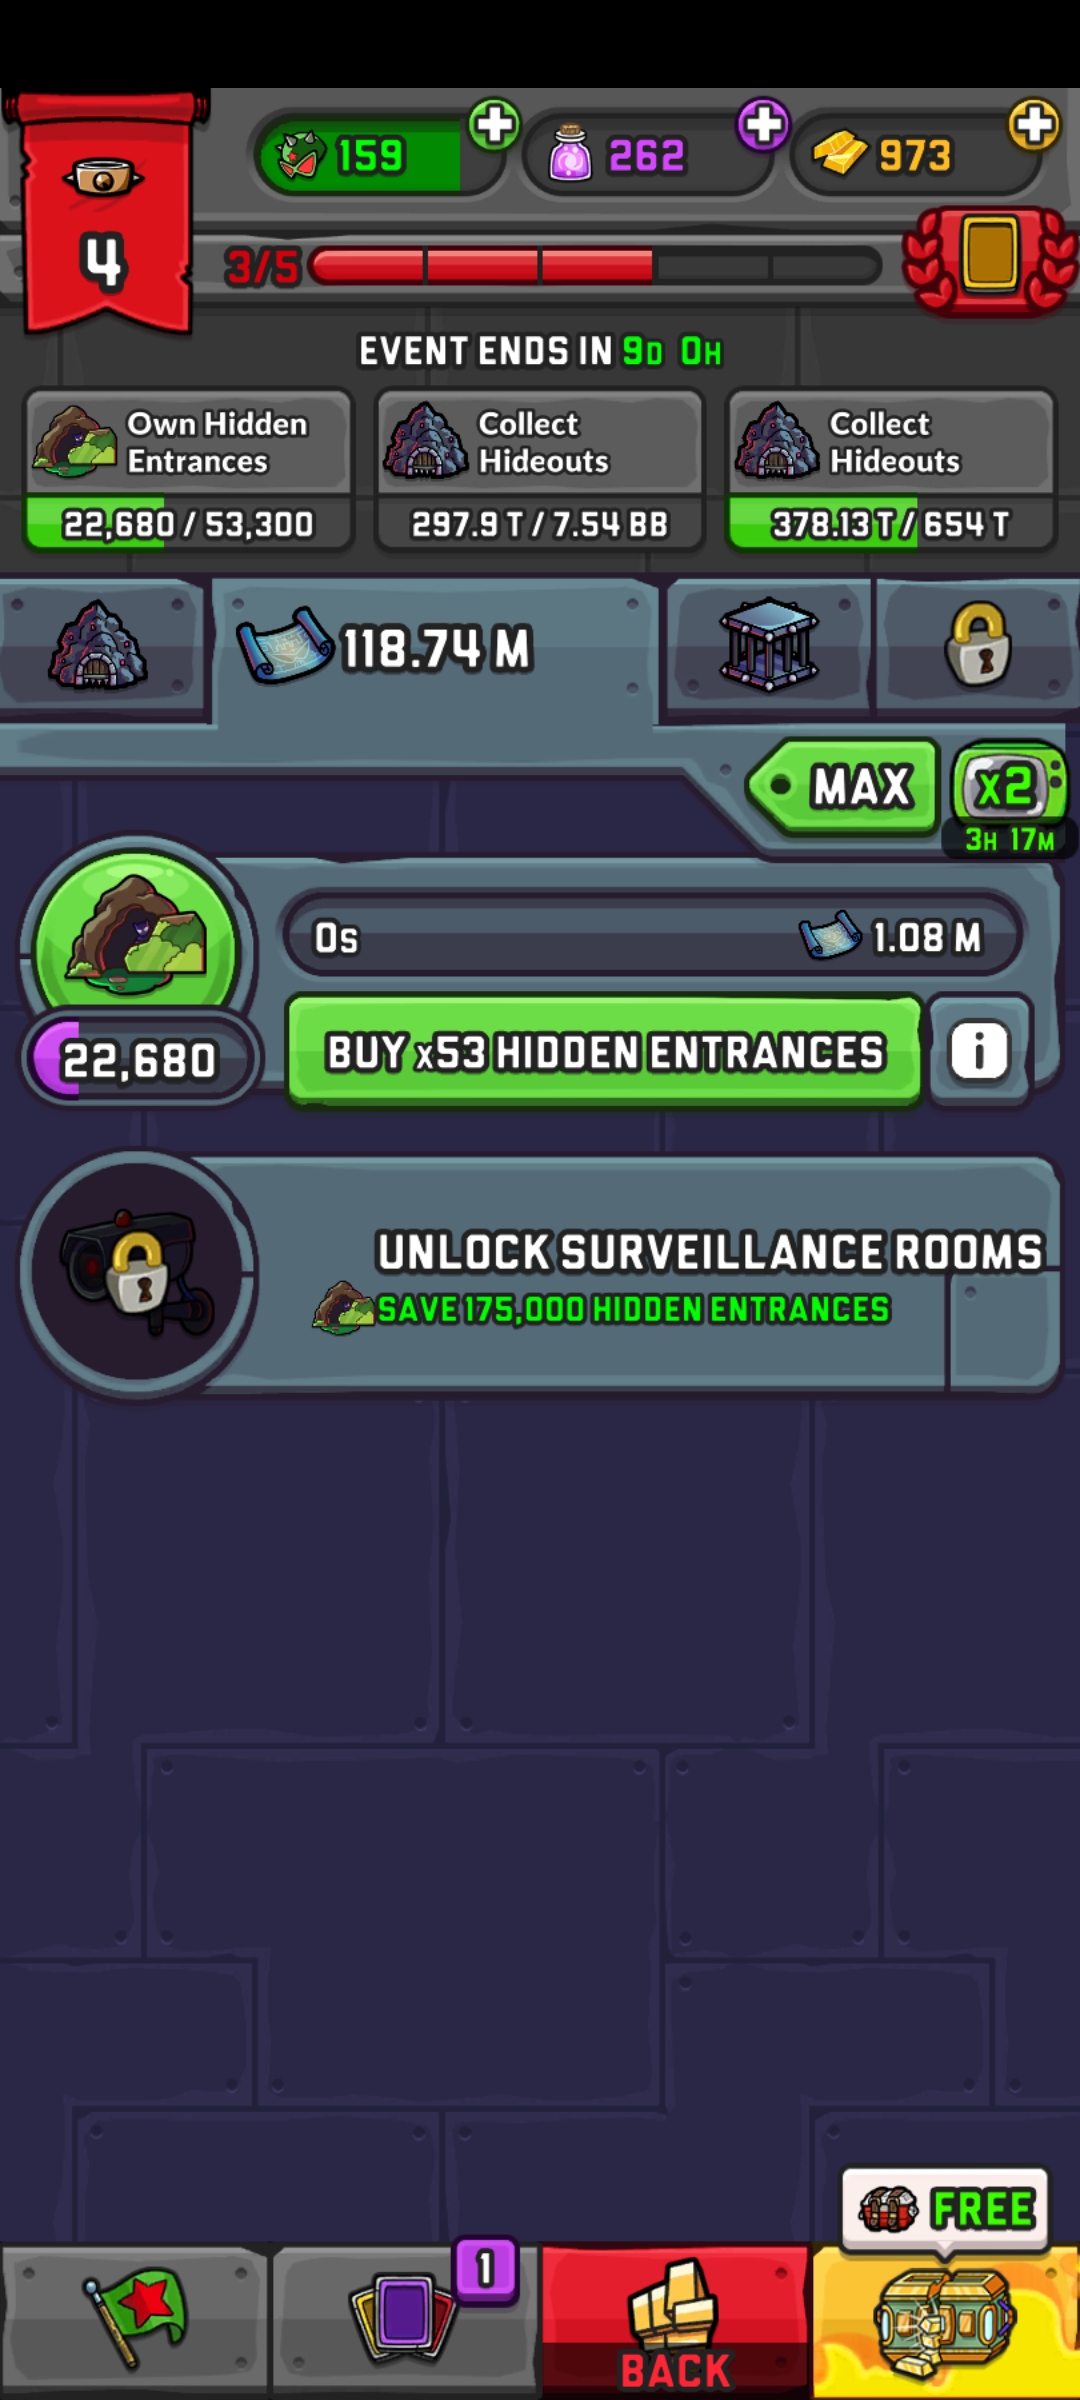 159
262
973
4
3/5
EVENT ENDS IN 9D 0H
Own Hidden
Entrances
22,680 / 53,300
Collect
Hideouts
297.9 T / 7.54 BB
Collect
Hideouts
378.13 T / 654 T
118.74 M
MAX
x2
3H 17M
0s
1.08 M
22,680
BUY x53 HIDDEN ENTRANCES
i
UNLOCK SURVEILLANCE ROOMS
SAVE 175,000 HIDDEN ENTRANCES
FREE
1
BACK